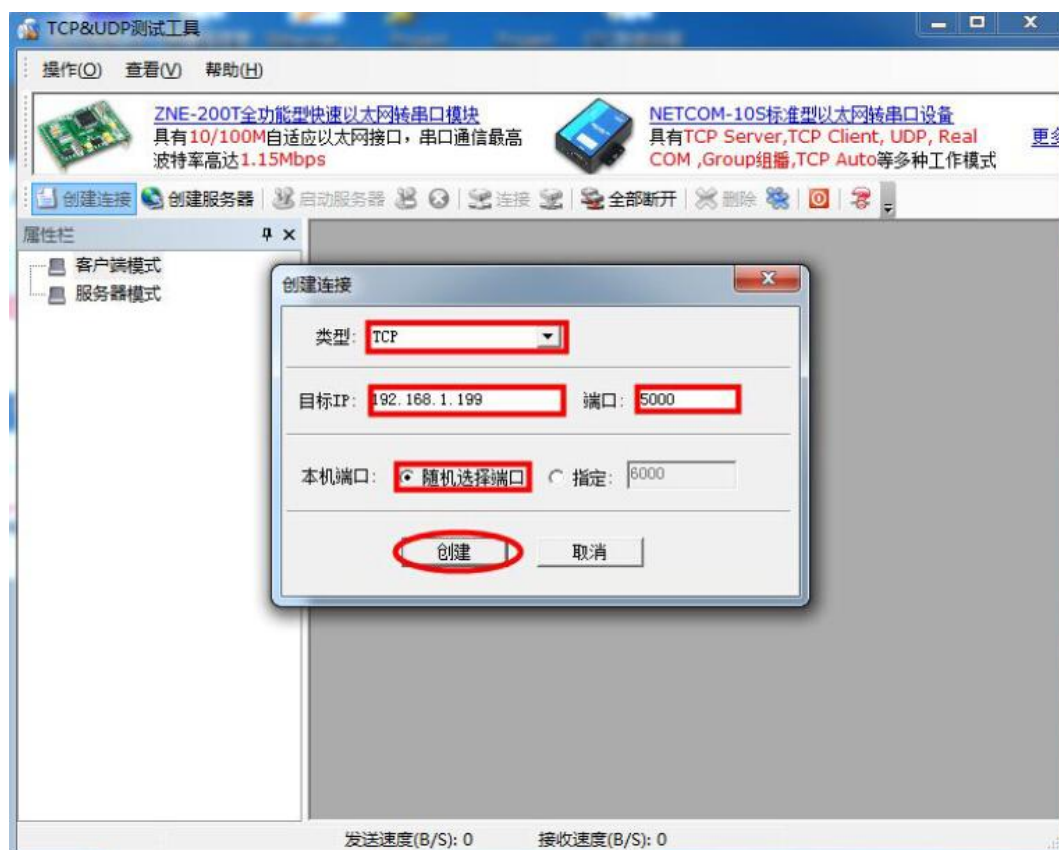 TCP&UDP测试工具
操作(O) 查看(V) 帮助(H)
ZNE-200T全功能型快速以太网转串口模块
具有10/100M自适应以太网接口，串口通信最高
波特率高达1.15Mbps
NETCOM-10S标准型以太网转串口设备
具有TCP Server,TCP Client, UDP, Real
COM ,Group组播,TCP Auto等多种工作模式
更多
创建连接 创建服务器 启动服务器 连接 全部断开 删除
属性栏
客户端模式
服务器模式
创建连接
类型: TCP
目标IP: 192.168.1.199 端口: 5000
本机端口: 随机选择端口 指定: 6000
创建 取消
发送速度(B/S): 0 接收速度(B/S): 0